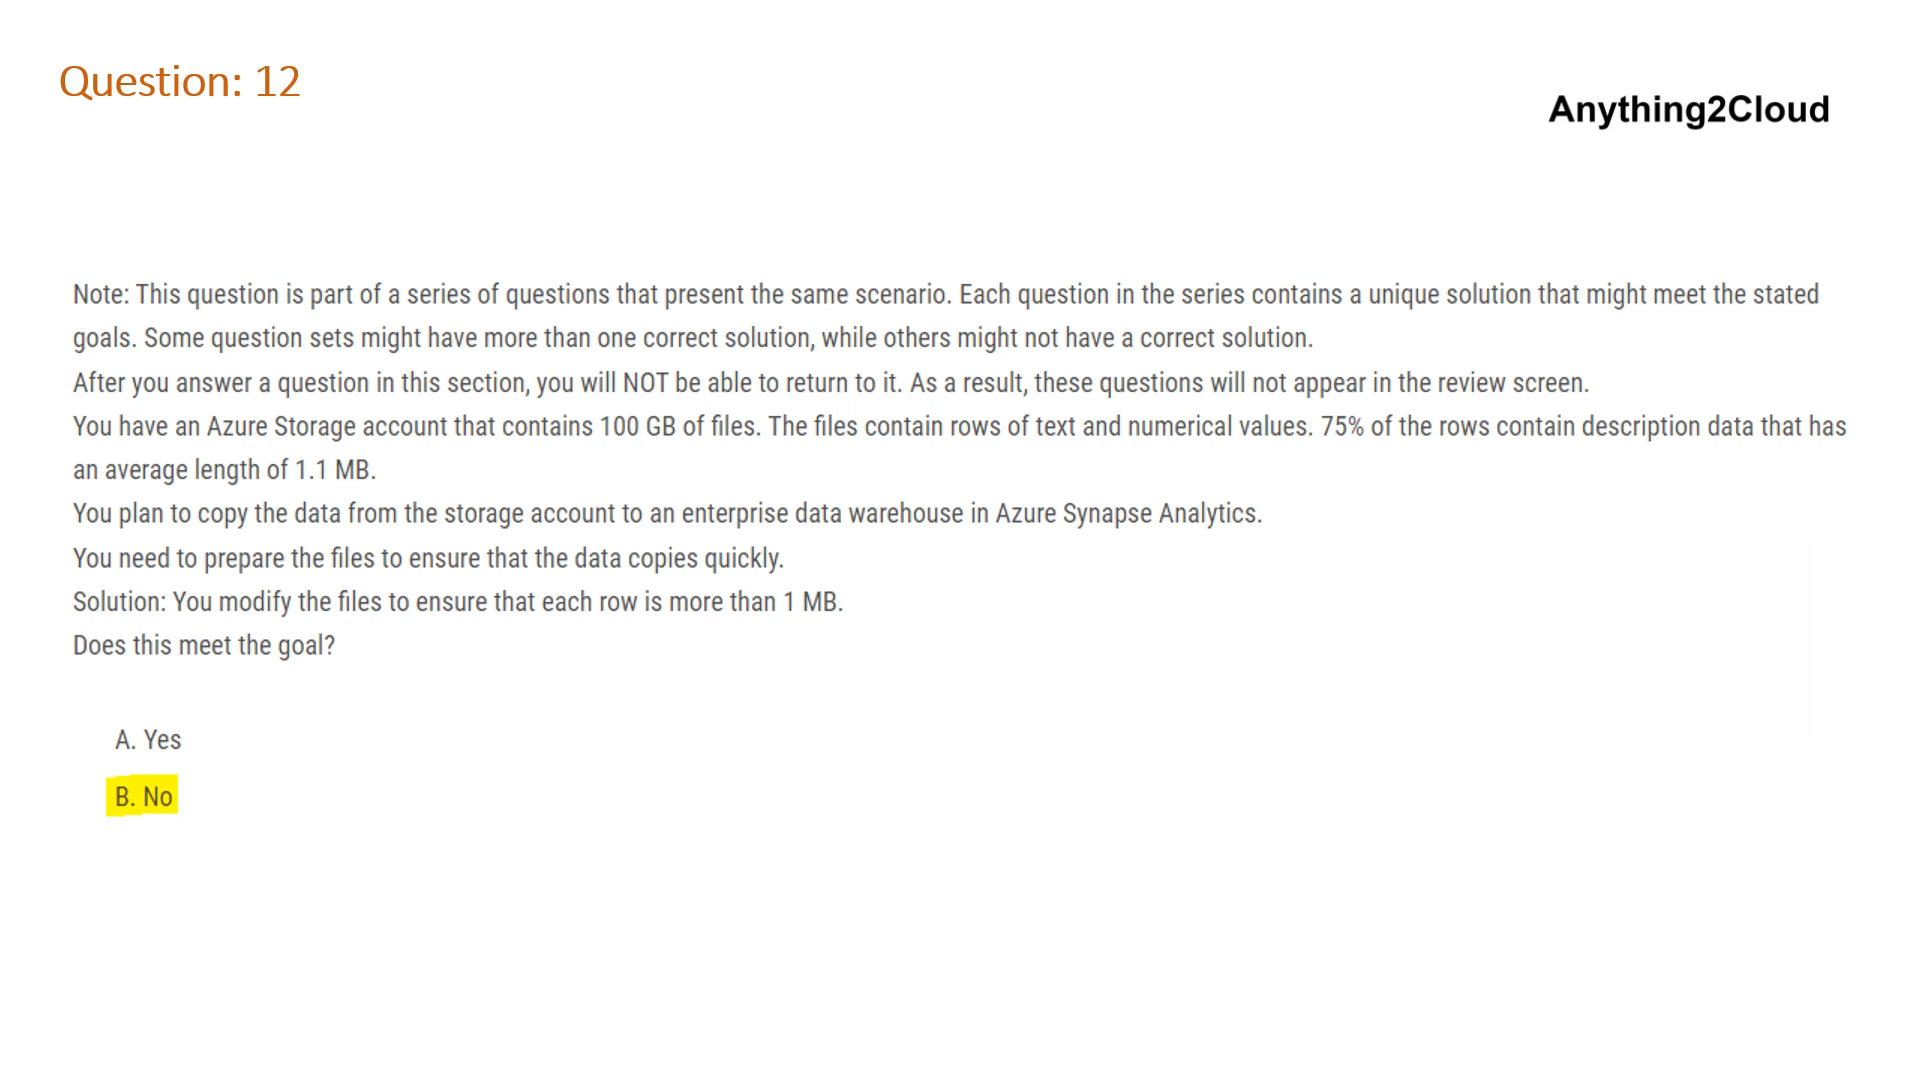 Question: 12
Anything2Cloud
Note: This question is part of a series of questions that present the same scenario. Each question in the series contains a unique solution that might meet the stated
goals. Some question sets might have more than one correct solution, while others might not have a correct solution.
After you answer a question in this section, you will NOT be able to return to it. As a result, these questions will not appear in the review screen.
You have an Azure Storage account that contains 100 GB of files. The files contain rows of text and numerical values. 75% of the rows contain description data that has
an average length of 1.1 MB.
You plan to copy the data from the storage account to an enterprise data warehouse in Azure Synapse Analytics.
You need to prepare the files to ensure that the data copies quickly.
Solution: You modify the files to ensure that each row is more than 1 MB.
Does this meet the goal?
A. Yes
B. No